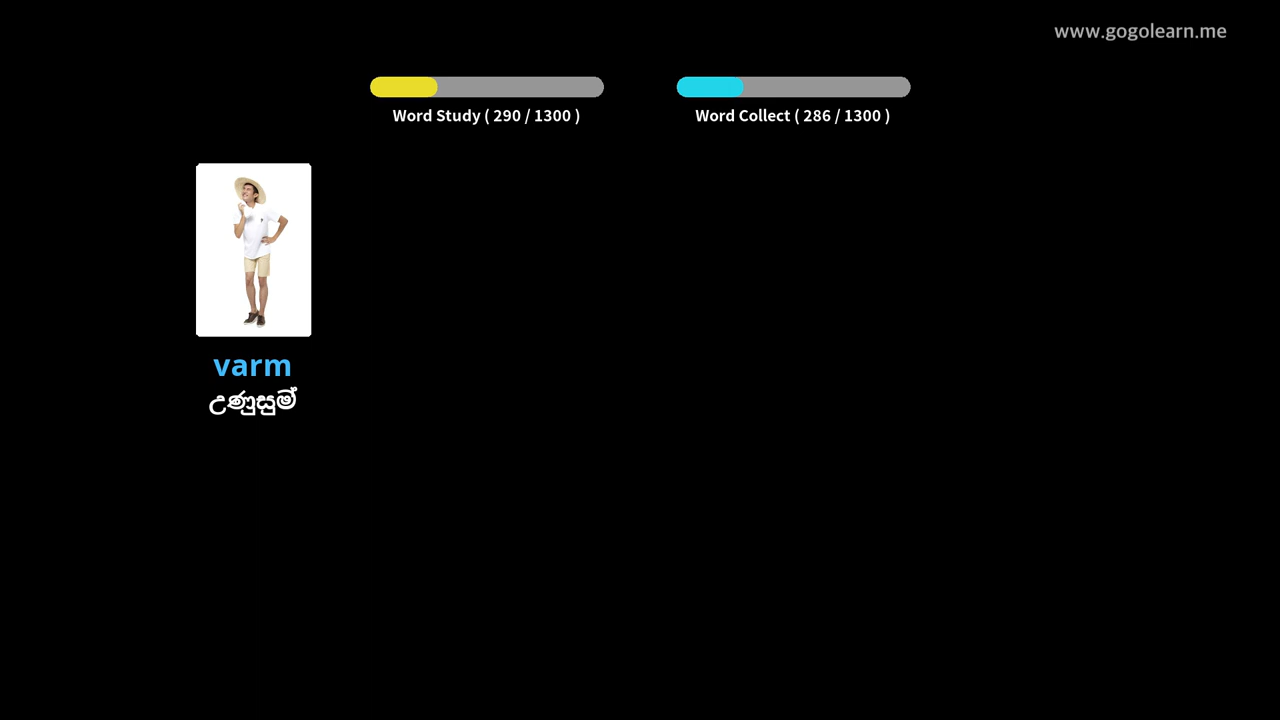 www.gogolearn.me
Word Study ( 290 / 1300 )
Word Collect ( 286 / 1300 )
varm
උණුසුම්